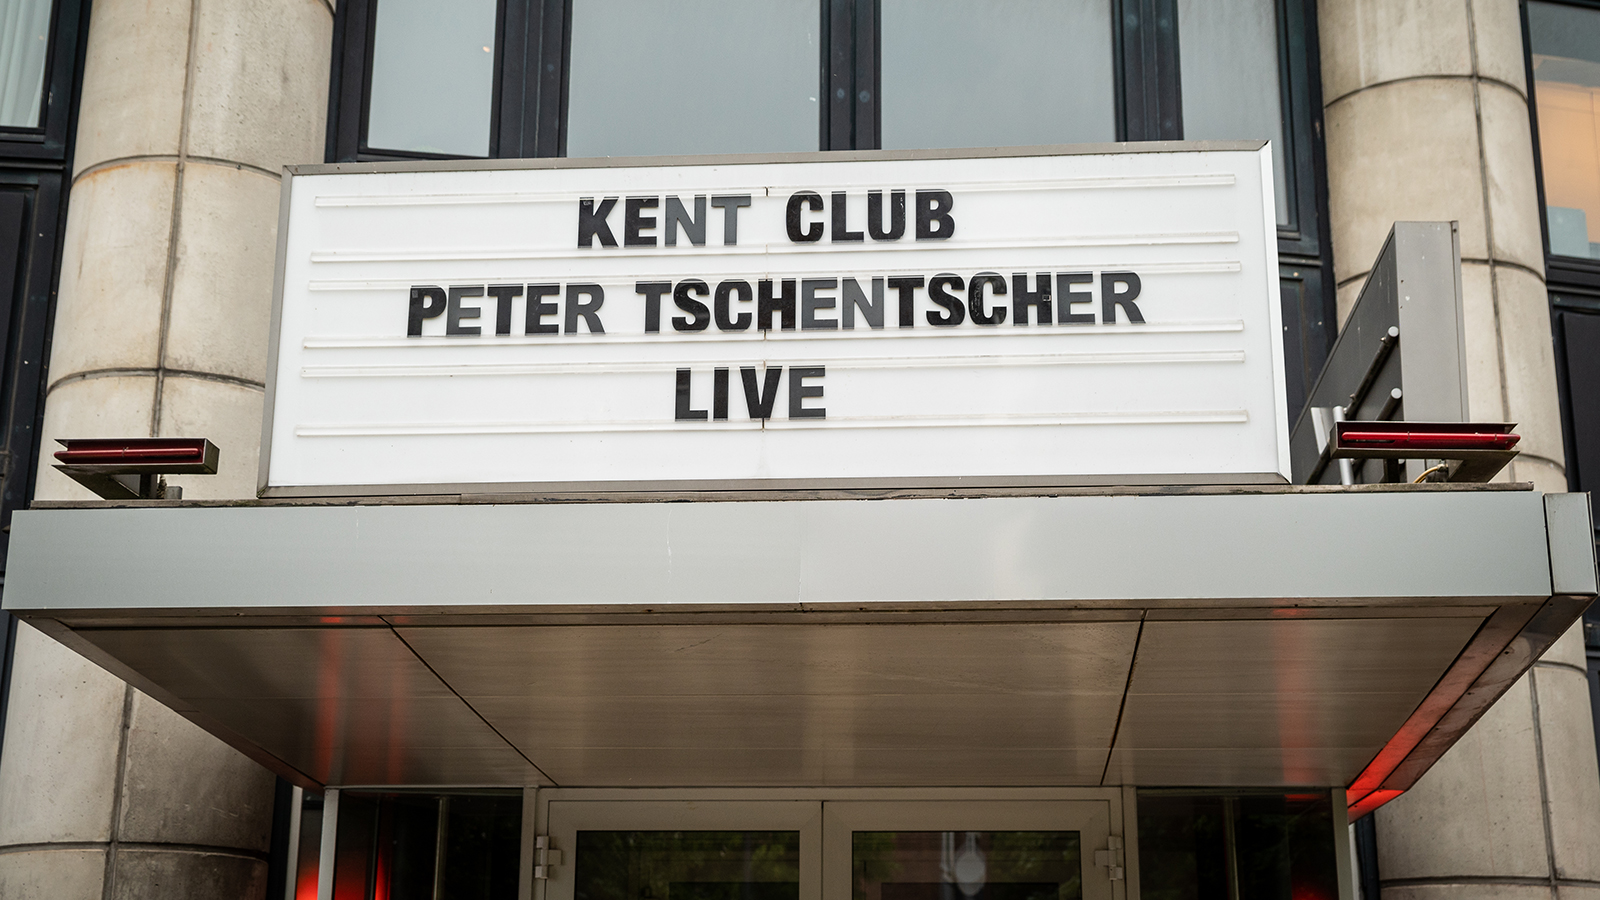 KENT CLUB
PETER TSCHENTSCHER
LIVE